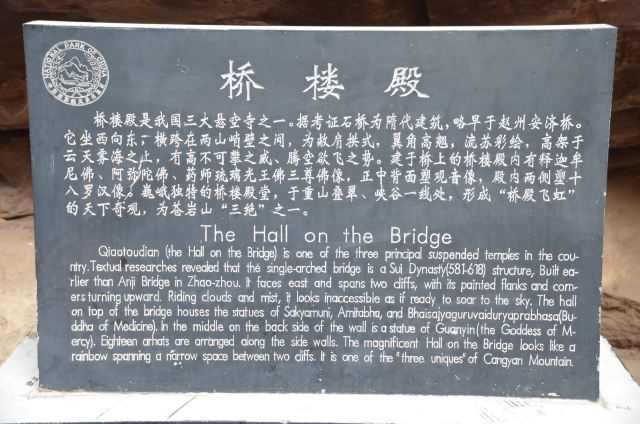 NATIONAL PARK OF CHINA
桥楼殿
桥楼殿是我国三大悬空寺之一。据考证石桥为隋代建筑，略早于赵州安济桥。
它坐西向东，横跨在两山峭壁之间，为敞肩拱式，翼角高翘，流苏彩绘，高架于
云天雾海之止，有高不可攀之威、腾堂欲飞之势。建于桥上的桥楼殿内有释迦牟
尼佛、阿弥陀佛、药师琉璃光王佛三尊佛像，正中背面塑观音像，殿内两侧塑十
八罗汉像。巍峨独特的桥楼殿堂，于重山叠翠、峡谷一线处，形成“桥殿飞虹”
的天下奇观，为苍岩山“三绝”之一。
The Hall on the Bridge
Qiaotoudian (the Hall on the Bridge) is one of the three principal suspended temples in the cou-
ntry.Textual researches revealed that the single-arched bridge is a Sui Dynasty(581-618) structure, Built ea-
rlier than Anji Bridge in Zhao-zhou. It faces east and spans two cliffs, with its painted flanks and corn-
ers turning upward. Riding clouds and mist, it looks inaccessible as if ready to soar to the sky. The hall
on top of the bridge houses the statues of Sakyamuni, Amitabha, and Bhaisajyaguruvaiduryaprabhasa(Bu-
ddha of Medicine). In the middle on the back side of the wall is a statue of Guanyin(the Goddess of M-
ercy). Eighteen arhats are arranged along the side walls. The magnificent Hall on the Bridge looks like a
rainbow spanning a narrow space between two cliffs. It is one of the "three uniques" of Cangyan Mountain.